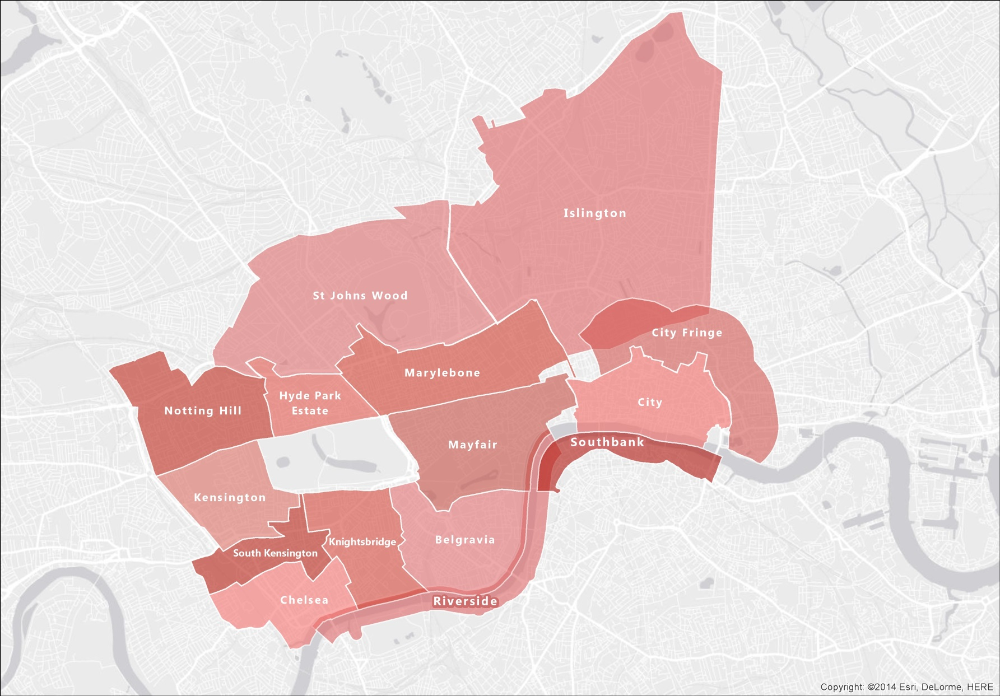 Islington
St Johns Wood
City Fringe
Marylebone
Hyde Park
Estate
City
Notting Hill
Southbank
Mayfair
Kensington
Belgravia
Knightsbridge
South Kensington
Chelsea
Riverside
Copyright: ©2014 Esri, DeLorme, HERE